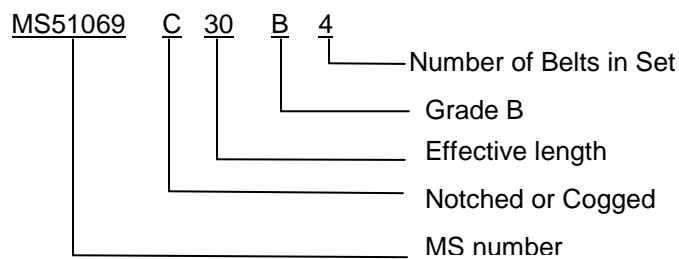 MS51069 C 30 B 4
Number of Belts in Set
Grade B
Effective length
Notched or Cogged
MS number